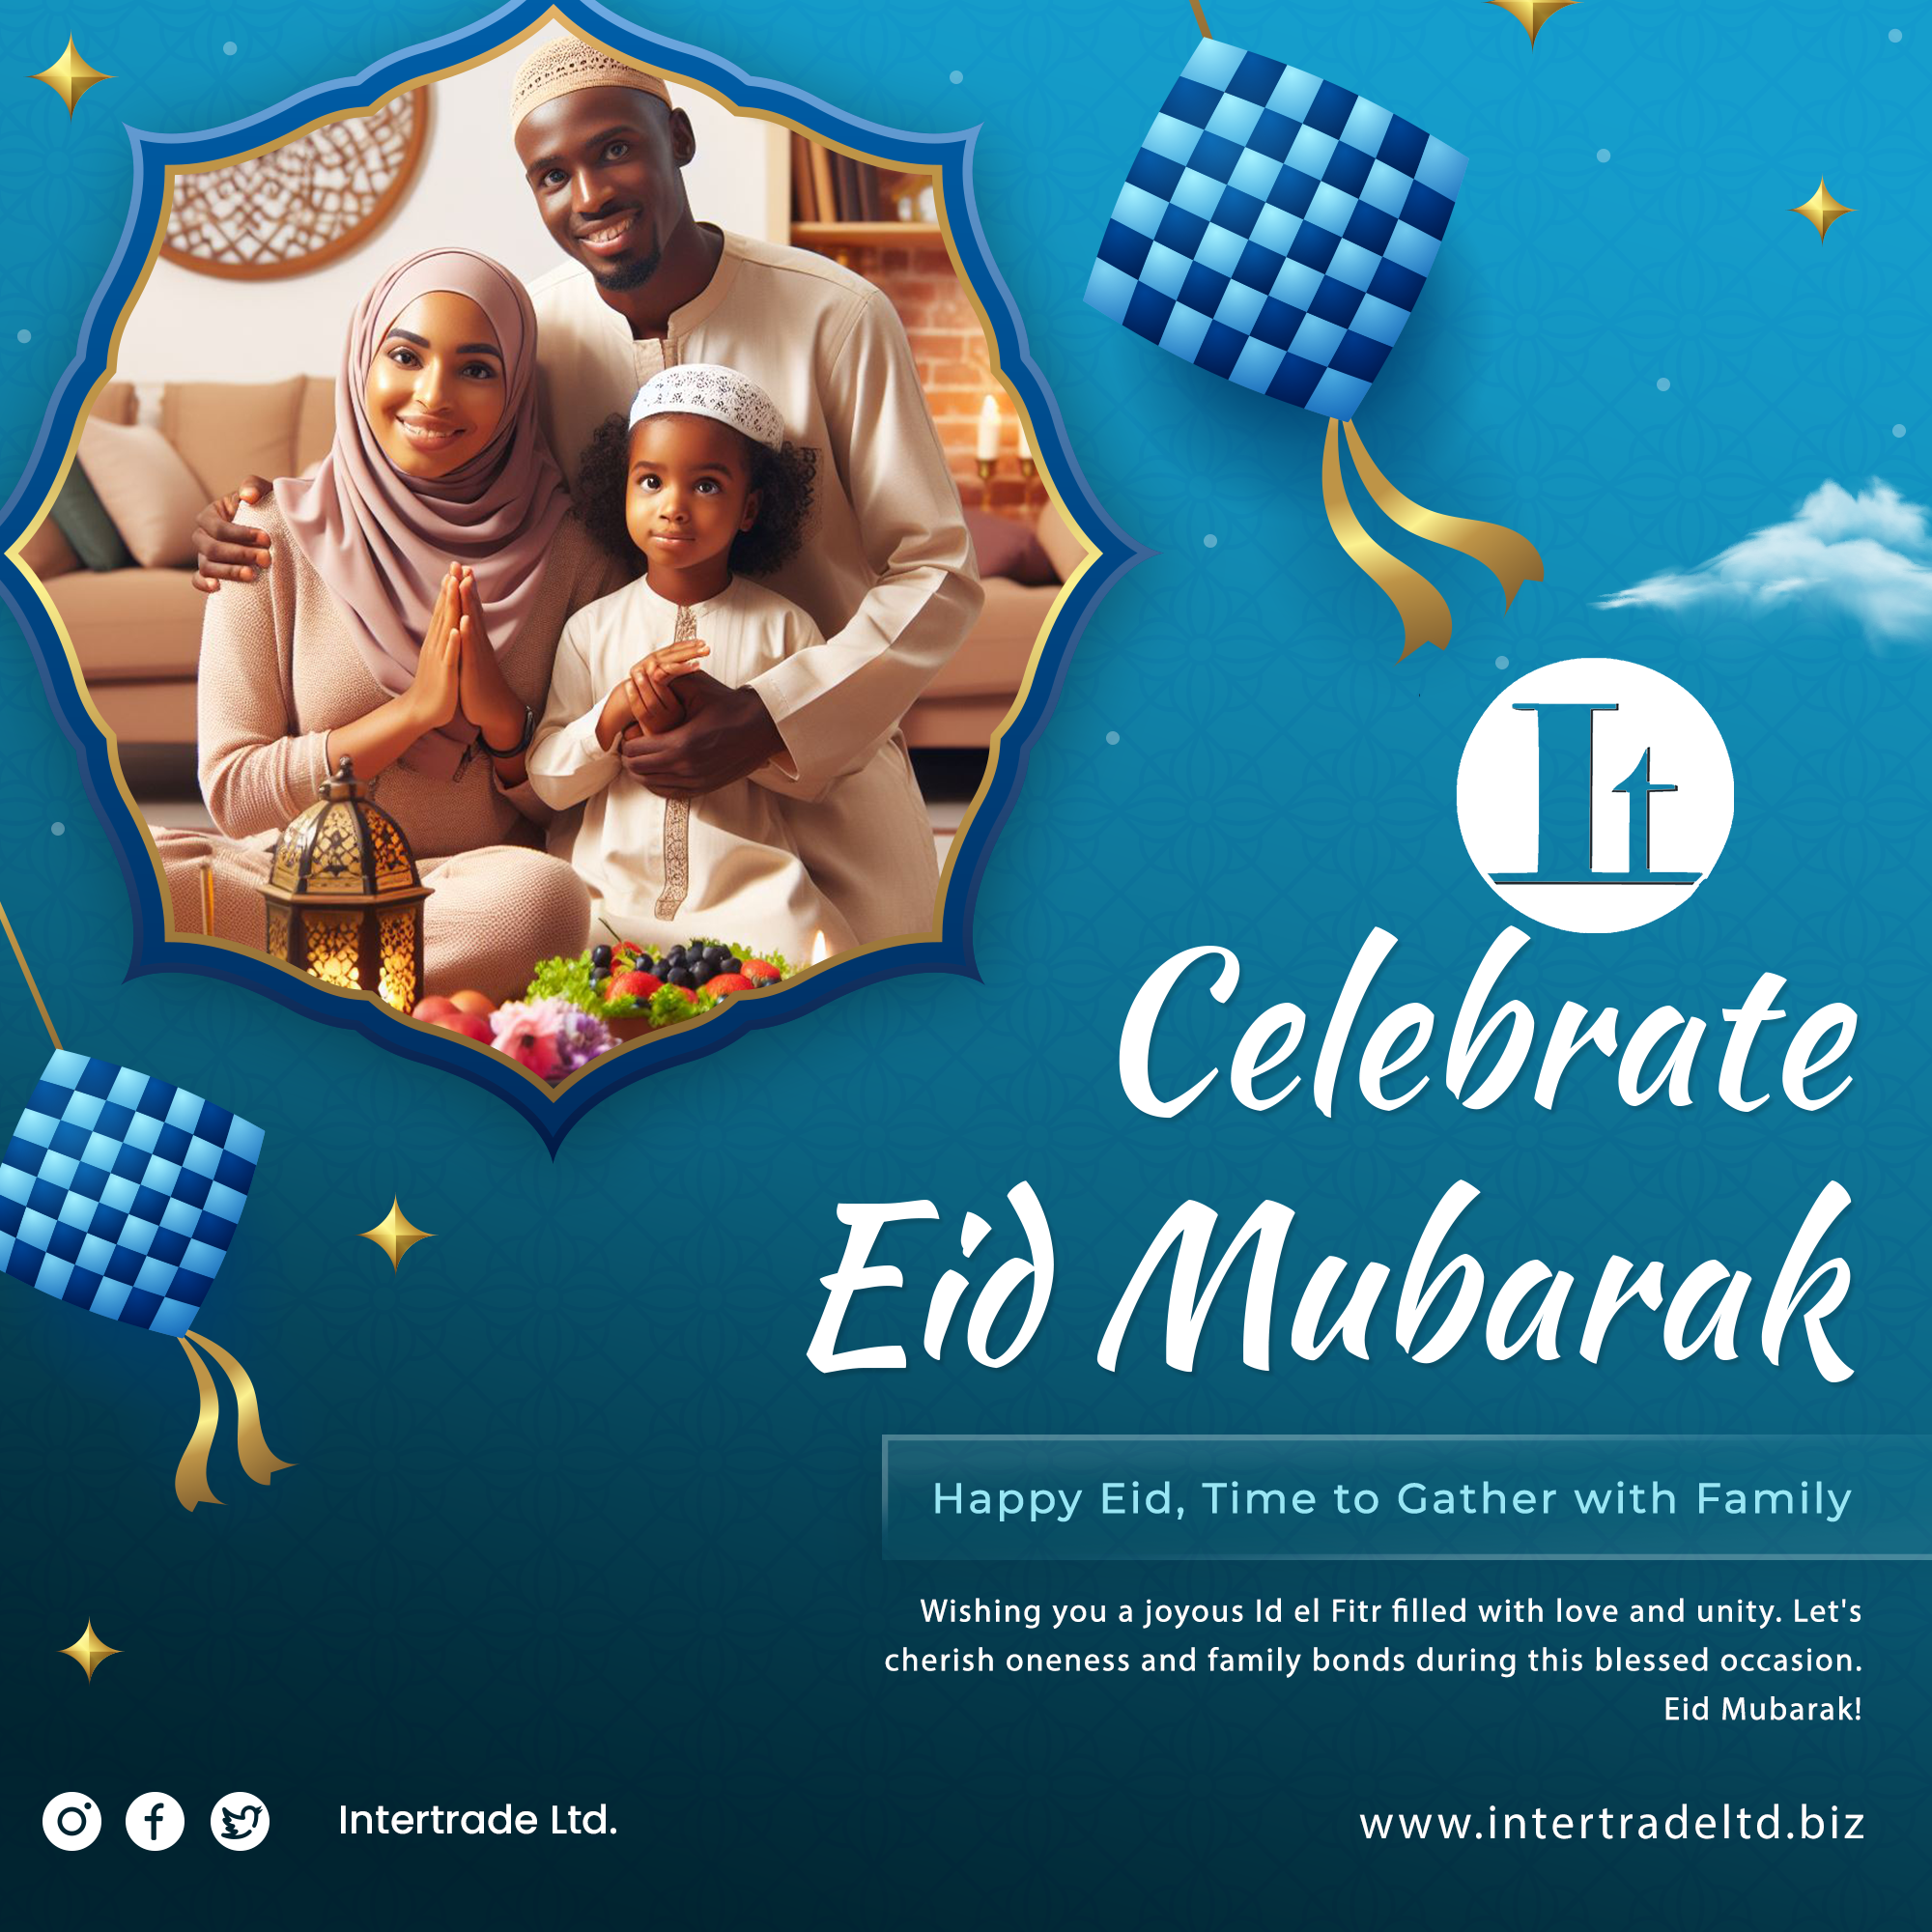 It
Celebrate
Eid Mubarak
Happy Eid, Time to Gather with Family
Wishing you a joyous Id el Fitr filled with love and unity. Let's
cherish oneness and family bonds during this blessed occasion.
Eid Mubarak!
Intertrade Ltd.
www.intertradeltd.biz